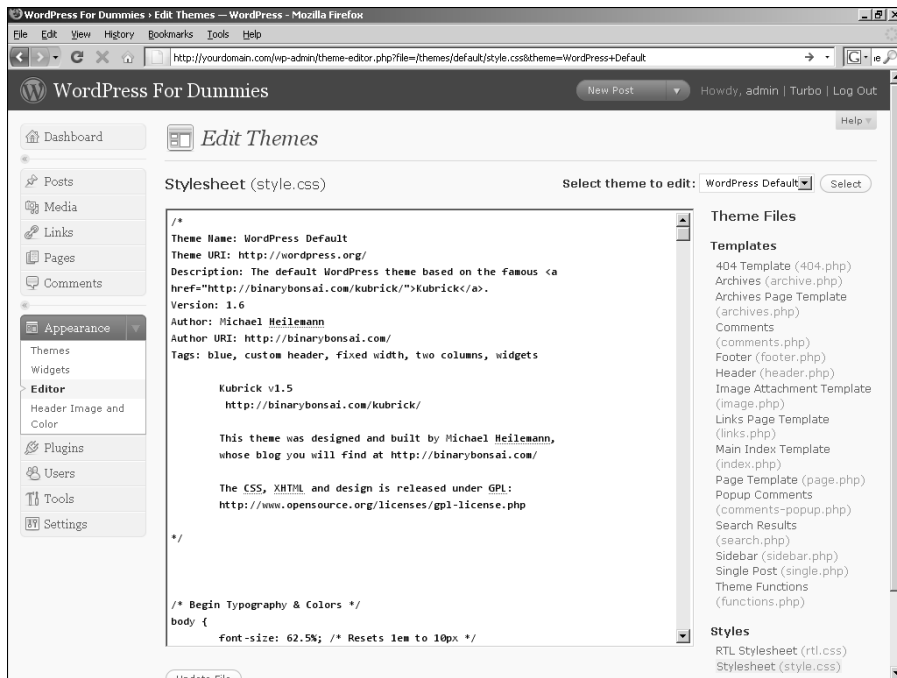 WordPress For Dummies › Edit Themes — WordPress - Mozilla Firefox
File Edit View History Bookmarks Tools Help
http://yourdomain.com/wp-admin/theme-editor.php?file=/themes/default/style.css&theme=WordPress+Default
G
WordPress For Dummies
New Post
Howdy, admin | Turbo | Log Out
Help
Dashboard
Posts
Media
Links
Pages
Comments
Appearance
Themes
Widgets
Editor
Header Image and
Color
Plugins
Users
Tools
Settings
Edit Themes
Stylesheet (style.css)
Select theme to edit: WordPress Default Select
/*
Theme Name: WordPress Default
Theme URI: http://wordpress.org/
Description: The default WordPress theme based on the famous <a
href="http://binarybonsai.com/kubrick/">Kubrick</a>.
Version: 1.6
Author: Michael Heilemann
Author URI: http://binarybonsai.com/
Tags: blue, custom header, fixed width, two columns, widgets
Kubrick v1.5
http://binarybonsai.com/kubrick/
This theme was designed and built by Michael Heilemann,
whose blog you will find at http://binarybonsai.com/
The CSS, XHTML and design is released under GPL:
http://www.opensource.org/licenses/gpl-license.php
*/
/* Begin Typography & Colors */
body {
font-size: 62.5%; /* Resets 1em to 10px */
Update File
Theme Files
Templates
404 Template (404.php)
Archives (archive.php)
Archives Page Template
(archives.php)
Comments
(comments.php)
Footer (footer.php)
Header (header.php)
Image Attachment Template
(image.php)
Links Page Template
(links.php)
Main Index Template
(index.php)
Page Template (page.php)
Popup Comments
(comments-popup.php)
Search Results
(search.php)
Sidebar (sidebar.php)
Single Post (single.php)
Theme Functions
(functions.php)
Styles
RTL Stylesheet (rtl.css)
Stylesheet (style.css)